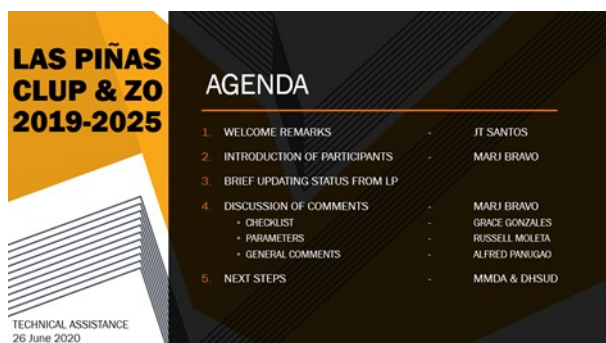 LAS PIÑAS
CLUP & ZO
2019-2025
TECHNICAL ASSISTANCE
26 June 2020
AGENDA
1. WELCOME REMARKS - JT SANTOS
2. INTRODUCTION OF PARTICIPANTS - MARJ BRAVO
3. BRIEF UPDATING STATUS FROM LP
4. DISCUSSION OF COMMENTS - MARJ BRAVO
• CHECKLIST - GRACE GONZALES
• PARAMETERS - RUSSELL MOLETA
• GENERAL COMMENTS - ALFRED PANUGAO
5. NEXT STEPS - MMDA & DHSUD